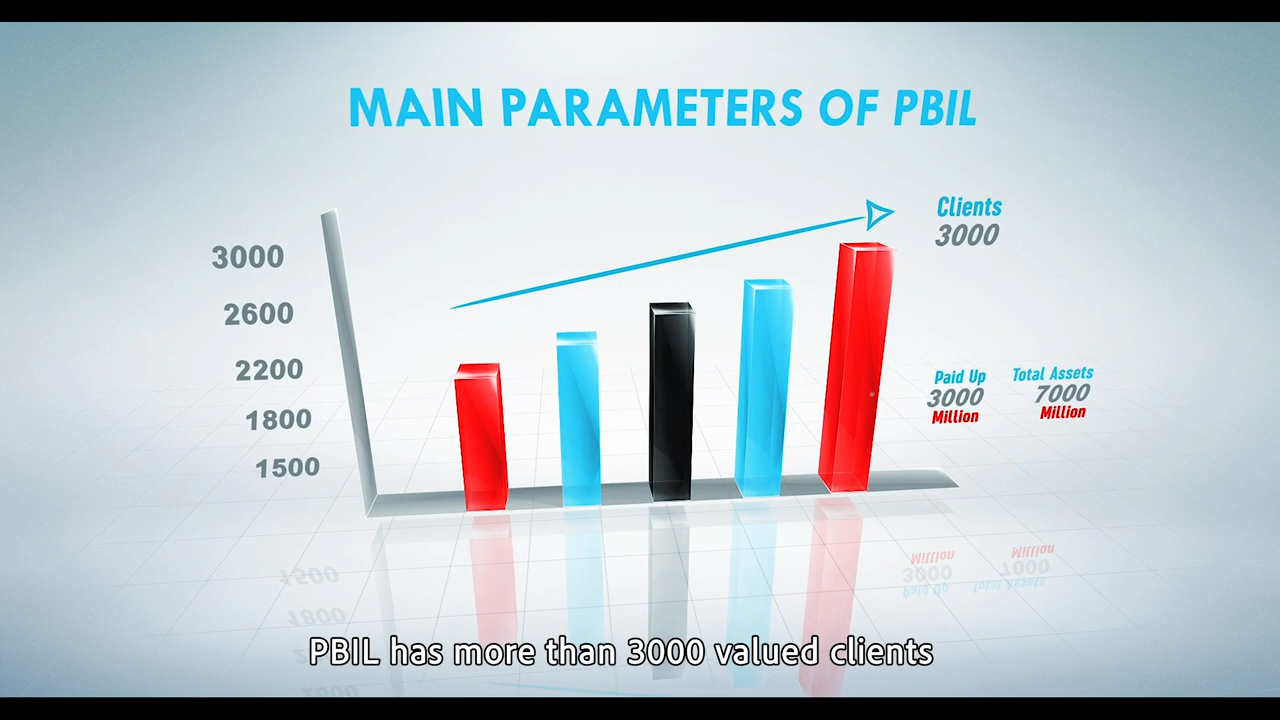 MAIN PARAMETERS OF PBIL
Clients
3000
3000
2600
2200
1800
1500
Paid Up
3000
Million
Total Assets
7000
Million
PBIL has more than 3000 valued clients